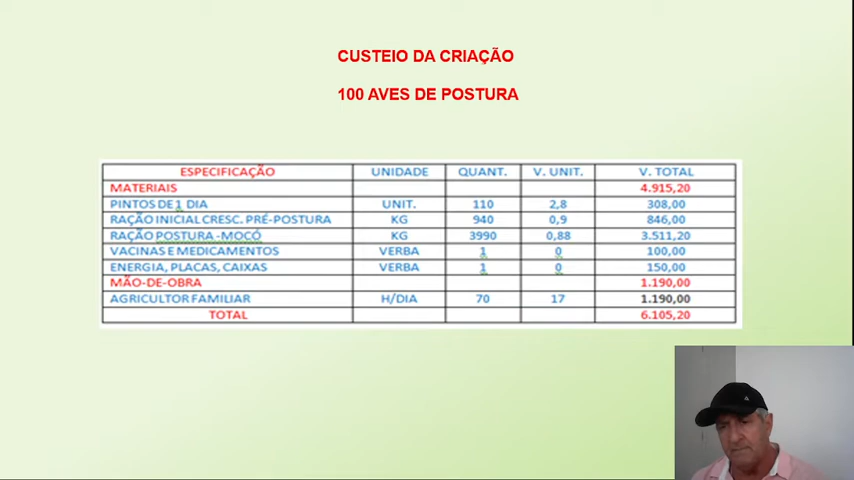 CUSTEIO DA CRIAÇÃO
100 AVES DE POSTURA
ESPECIFICAÇÃO UNIDADE QUANT. V. UNIT. V. TOTAL
MATERIAIS 4.915,20
PINTOS DE 1 DIA UNIT. 110 2,8 308,00
RAÇÃO INICIAL CRESC. PRÉ-POSTURA KG 940 0,9 846,00
RAÇÃO POSTURA -MOCÓ KG 3990 0,88 3.511,20
VACINAS E MEDICAMENTOS VERBA 1 0 100,00
ENERGIA, PLACAS, CAIXAS VERBA 1 0 150,00
MÃO-DE-OBRA 1.190,00
AGRICULTOR FAMILIAR H/DIA 70 17 1.190,00
TOTAL 6.105,20